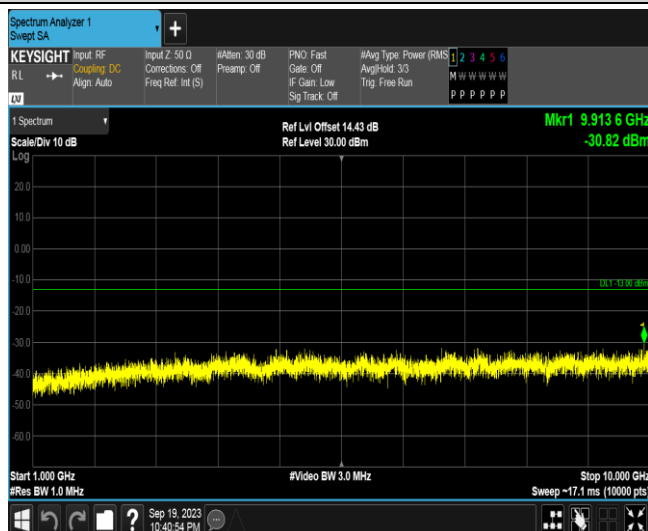 Spectrum Analyzer 1
Swept SA
KEYSIGHT
RL
LXI
Input: RF
Coupling: DC
Align: Auto
Input Z: 50 Ω
Corrections: Off
Freq Ref: Int (S)
#Atten: 30 dB
Preamp: Off
PNO: Fast
Gate: Off
IF Gain: Low
Sig Track: Off
#Avg Type: Power (RMS
Avg|Hold: 3/3
Trig: Free Run
1 2 3 4 5 6
M W W W W W
P P P P P P
1 Spectrum
Scale/Div 10 dB
Log
Ref Lvl Offset 14.43 dB
Ref Level 30.00 dBm
Mkr1 9.913 6 GHz
-30.82 dBm
20.0
10.0
0.00
-10.0
DL1 -13.00 dBm
-20.0
-30.0
1
-40.0
-50.0
-60.0
Start 1.000 GHz
#Video BW 3.0 MHz
Stop 10.000 GHz
#Res BW 1.0 MHz
Sweep ~17.1 ms (10000 pts)
Sep 19, 2023
10:40:54 PM